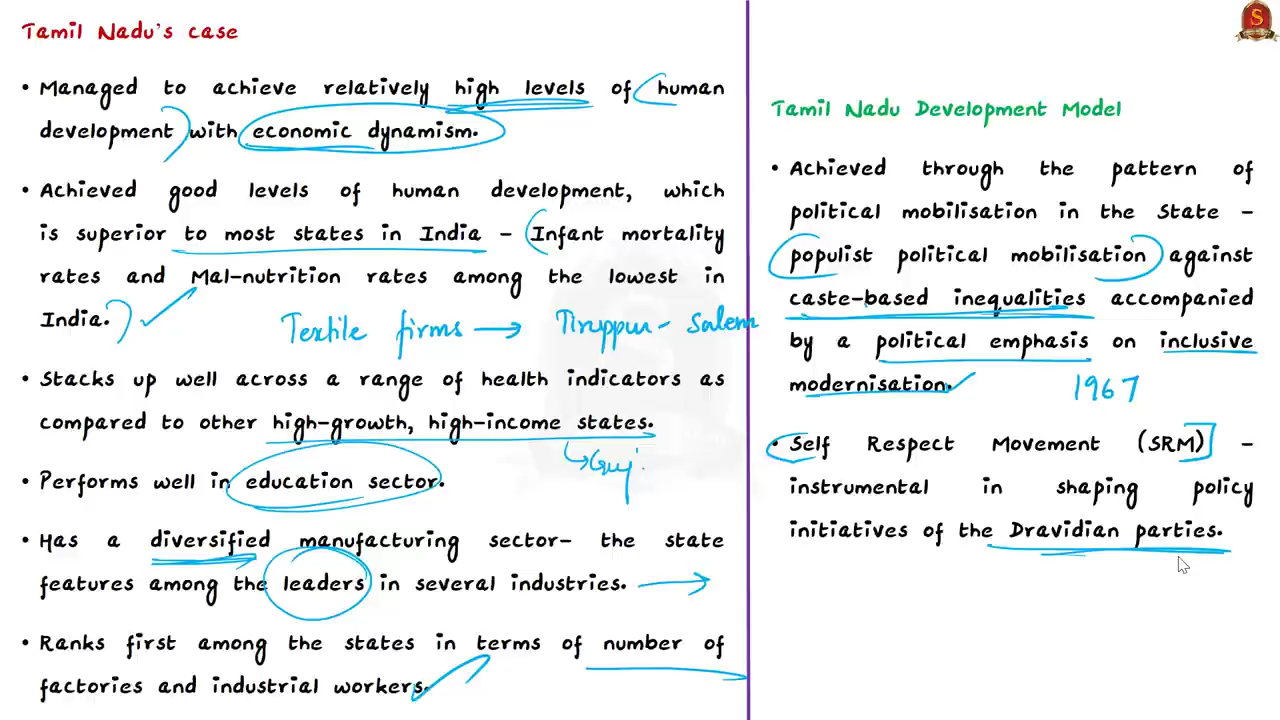 Tamil Nadu's case
• Managed to achieve relatively high levels of human
development with economic dynamism.
• Achieved good levels of human development, which
is superior to most states in India – Infant mortality
rates and Mal-nutrition rates among the lowest in
India.
Textile firms → Tiruppur - Salem
• Stacks up well across a range of health indicators as
compared to other high-growth, high-income states.
Guj.
• Performs well in education sector.
• Has a diversified manufacturing sector- the state
features among the leaders in several industries.
• Ranks first among the states in terms of number of
factories and industrial workers.
S
Tamil Nadu Development Model
• Achieved through the pattern of
political mobilisation in the State –
populist political mobilisation against
caste-based inequalities accompanied
by a political emphasis on inclusive
modernisation.
1967
• Self Respect Movement (SRM) –
instrumental in shaping policy
initiatives of the Dravidian parties.